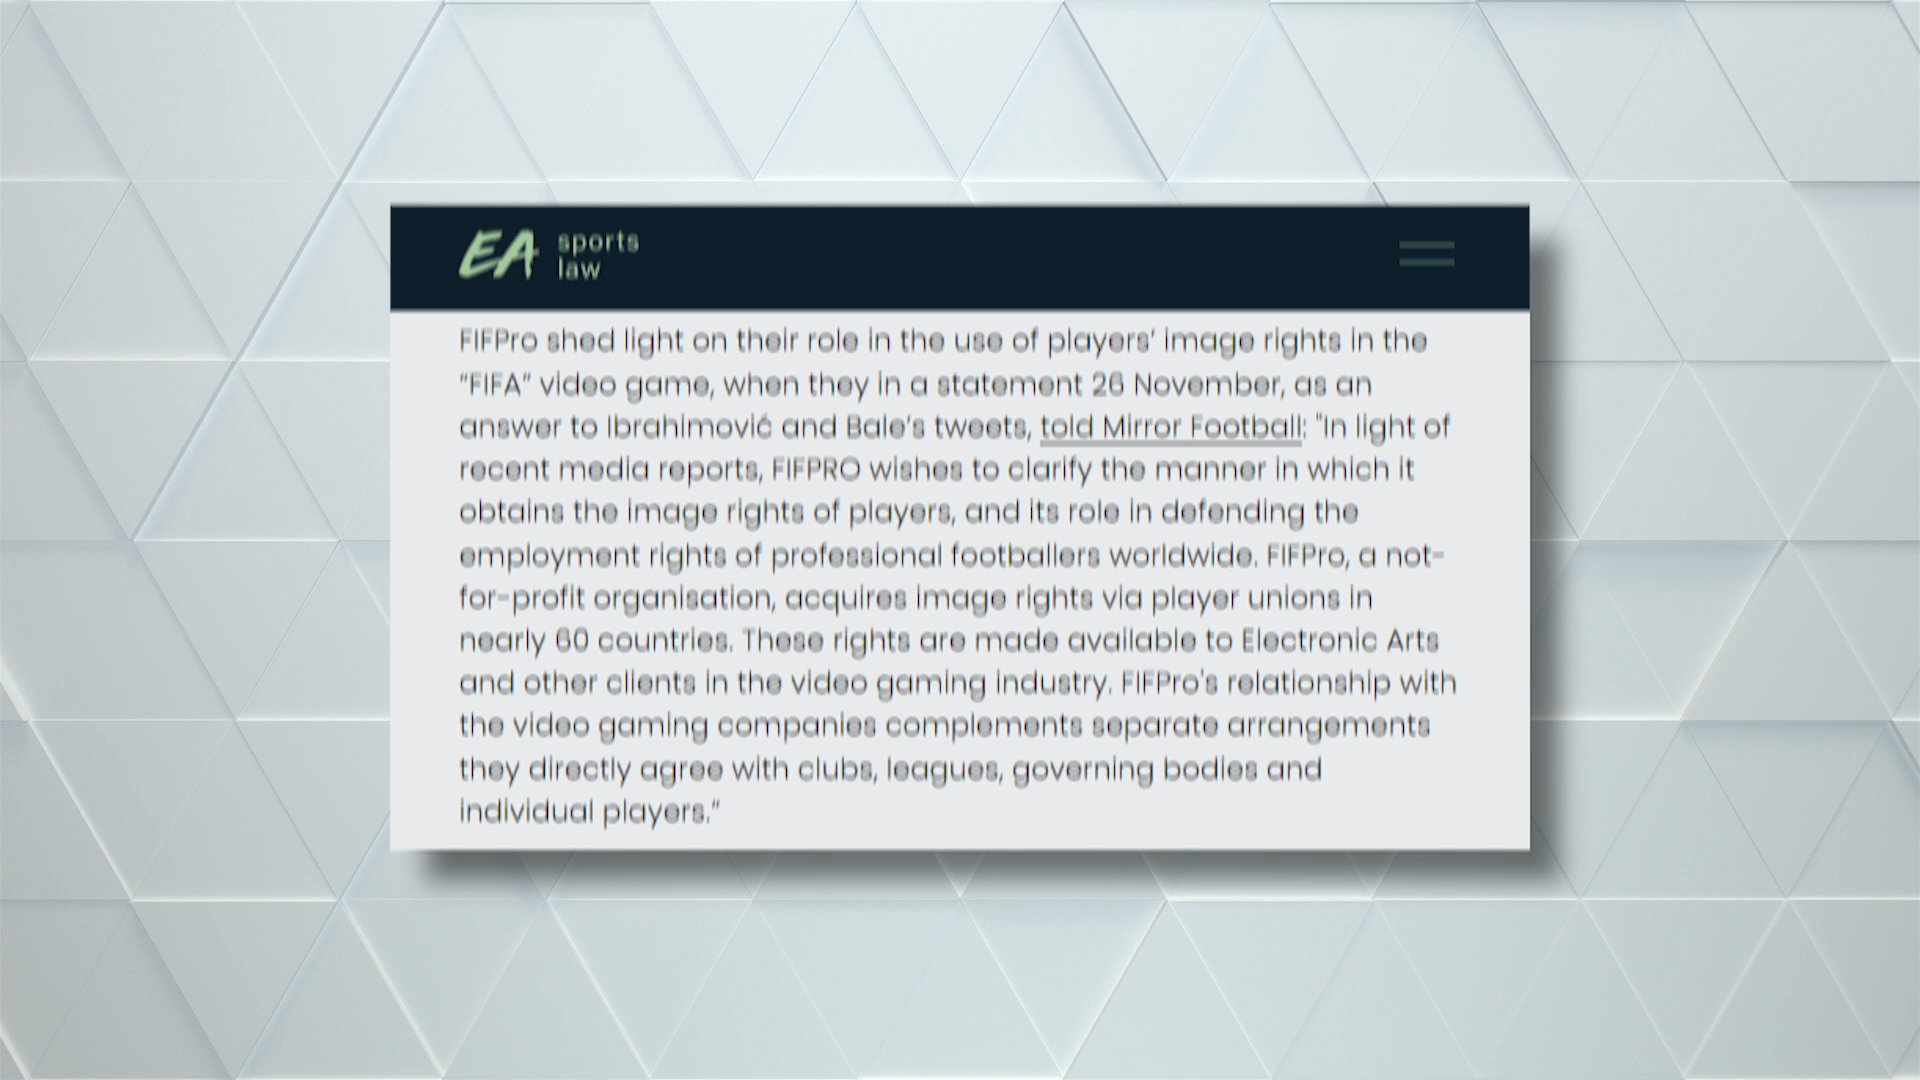 EA sports
law
FIFPro shed light on their role in the use of players’ image rights in the
“FIFA” video game, when they in a statement 26 November, as an
answer to Ibrahimović and Bale’s tweets, told Mirror Football: "In light of
recent media reports, FIFPRO wishes to clarify the manner in which it
obtains the image rights of players, and its role in defending the
employment rights of professional footballers worldwide. FIFPro, a not-
for-profit organisation, acquires image rights via player unions in
nearly 60 countries. These rights are made available to Electronic Arts
and other clients in the video gaming industry. FIFPro's relationship with
the video gaming companies complements separate arrangements
they directly agree with clubs, leagues, governing bodies and
individual players.”